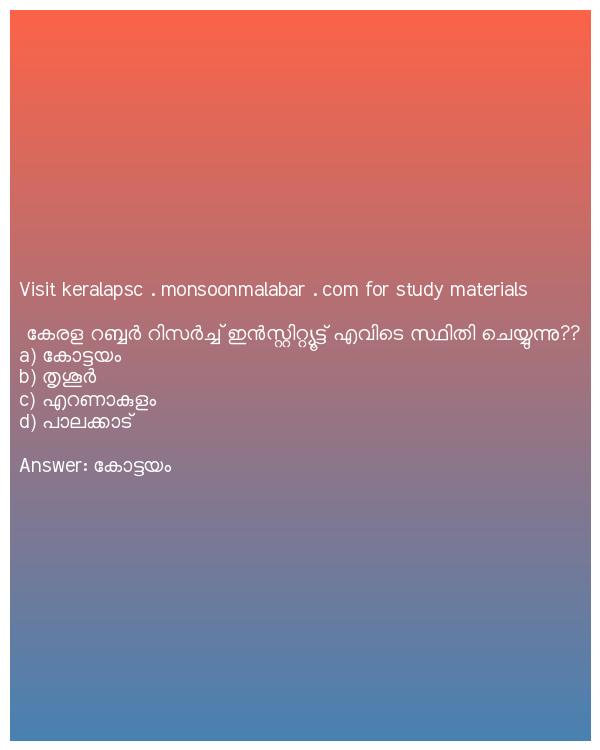 Visit keralapsc . monsoonmalabar . com for study materials
കേരള റബ്ബർ റിസർച്ച് ഇൻസ്റ്റിറ്റ്യൂട്ട് എവിടെ സ്ഥിതി ചെയ്യുന്നു??
a) കോട്ടയം
b) തൃശൂർ
c) എറണാകുളം
d) പാലക്കാട്
Answer: കോട്ടയം